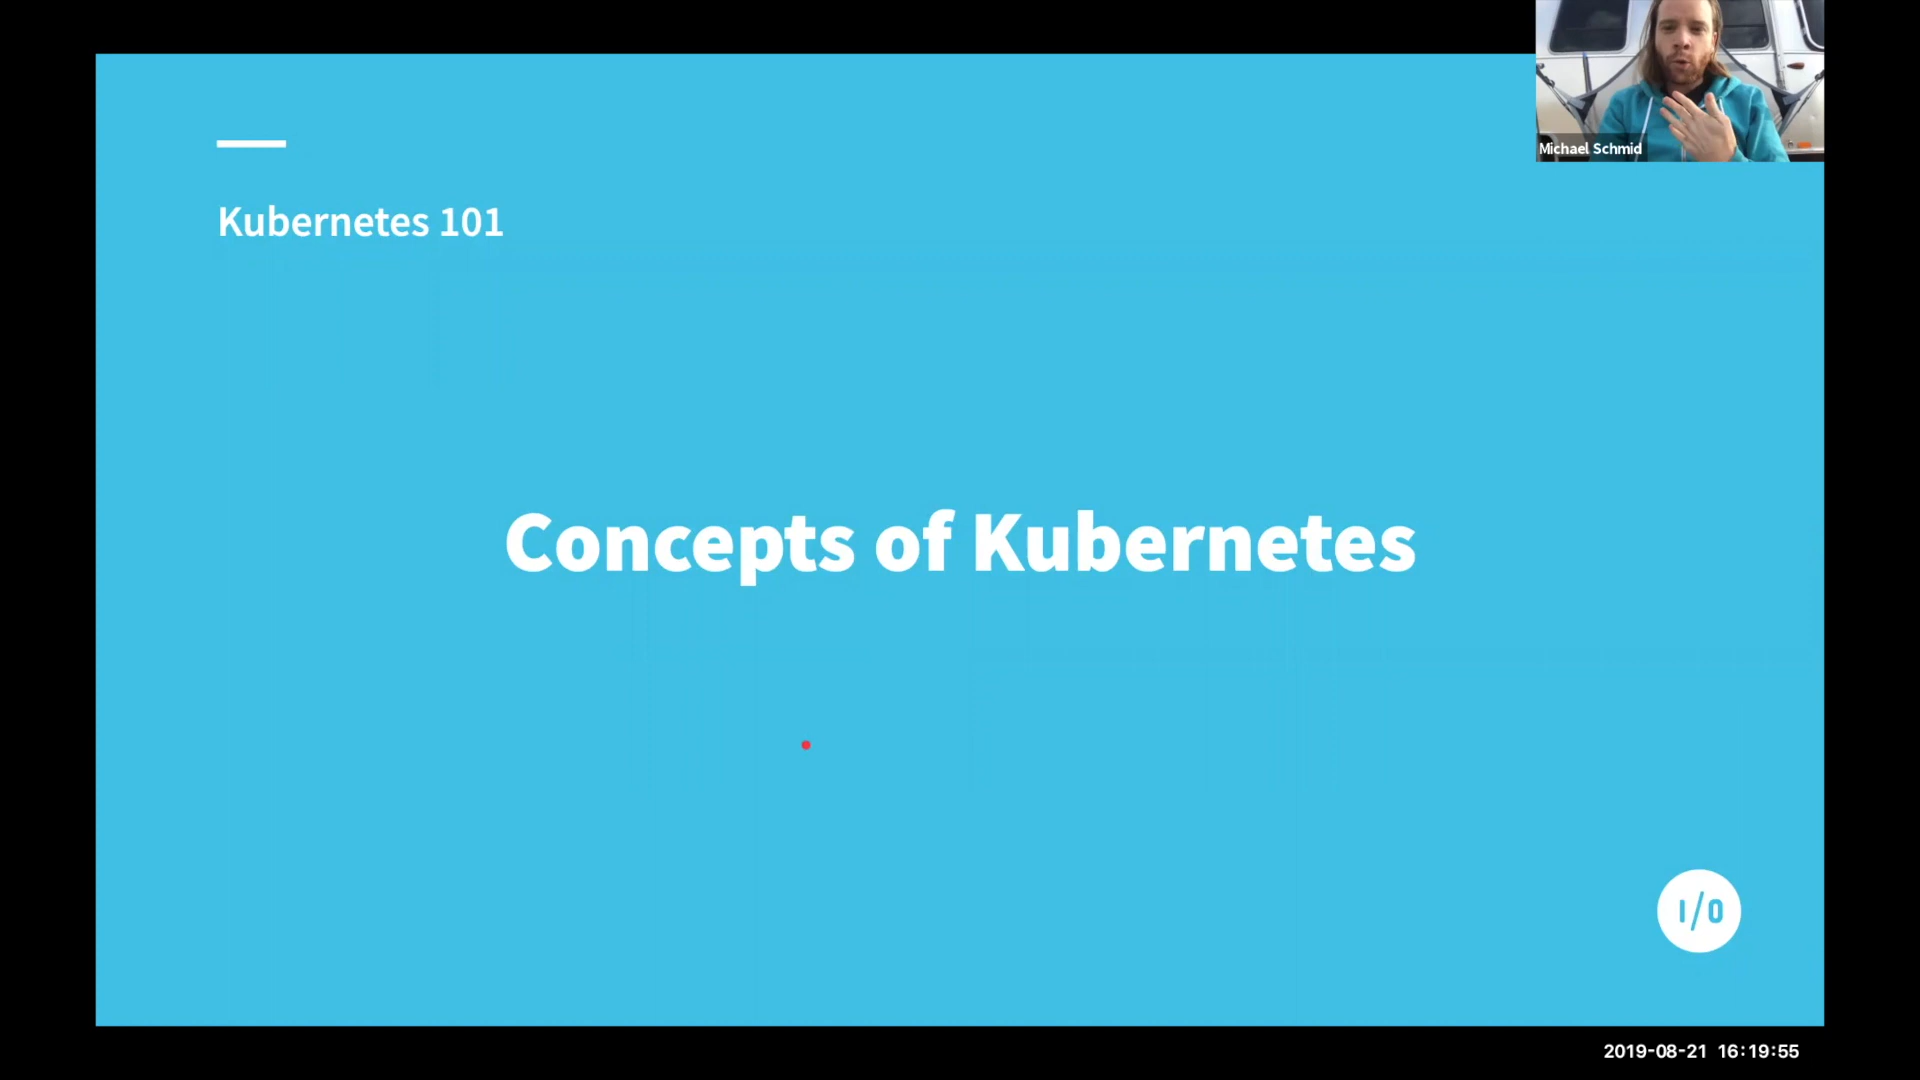 Michael Schmid
Kubernetes 101
Concepts of Kubernetes
I/O
2019-08-21 16:19:55